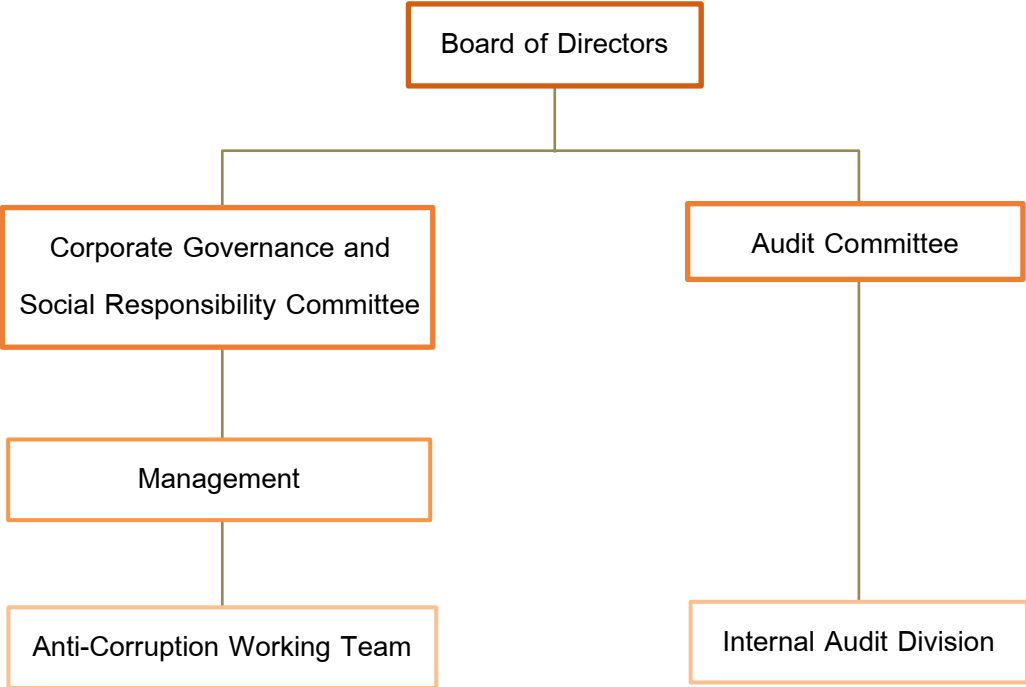 Board of Directors
Corporate Governance and
Social Responsibility Committee
Audit Committee
Management
Anti-Corruption Working Team
Internal Audit Division